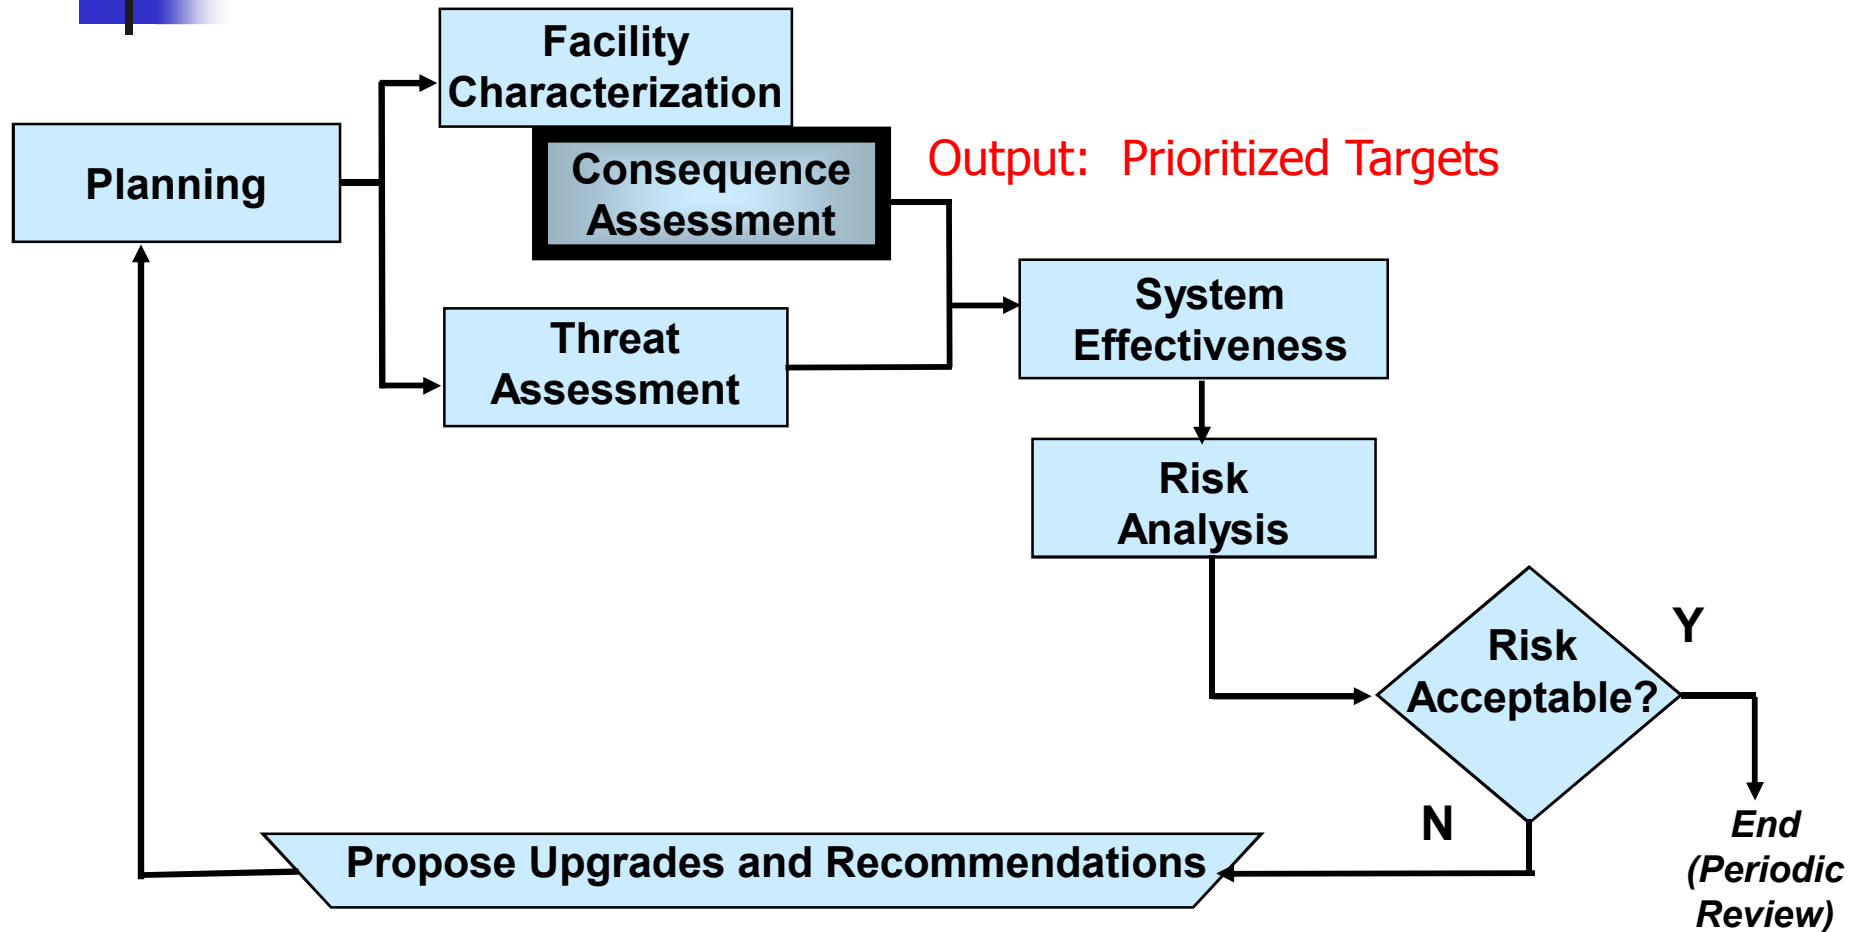 Facility
Characterization
Planning
Consequence
Assessment
Output: Prioritized Targets
Threat
Assessment
System
Effectiveness
Risk
Analysis
Risk
Acceptable?
Y
N
End
(Periodic
Review)
Propose Upgrades and Recommendations